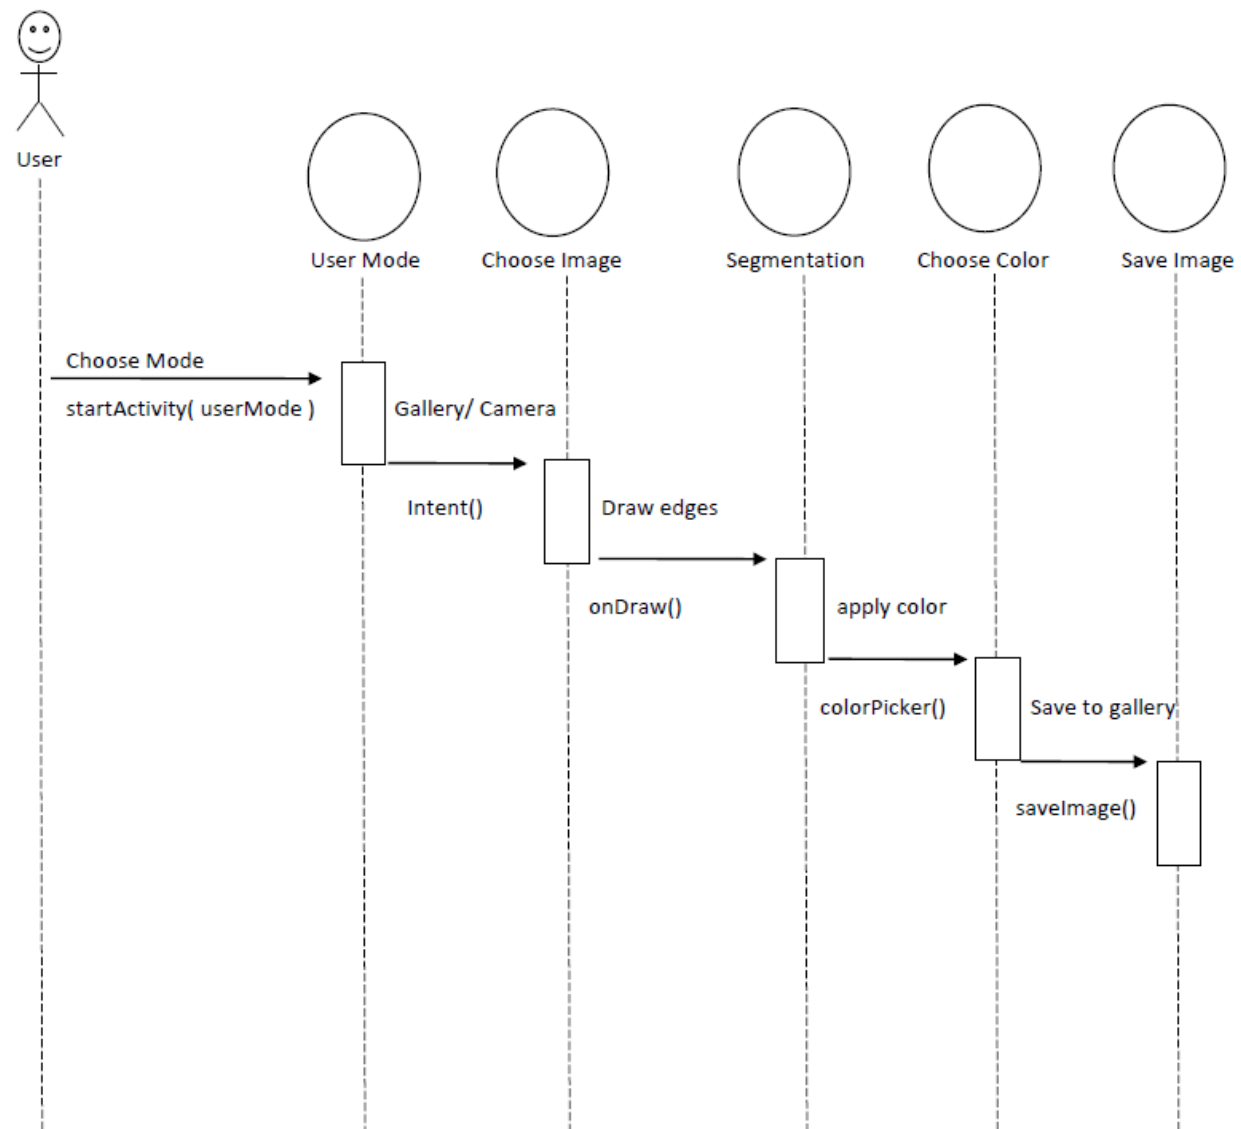 User
User Mode
Choose Image
Segmentation
Choose Color
Save Image
Choose Mode
startActivity( userMode )
Gallery/ Camera
Intent()
Draw edges
onDraw()
apply color
colorPicker()
Save to gallery
saveImage()